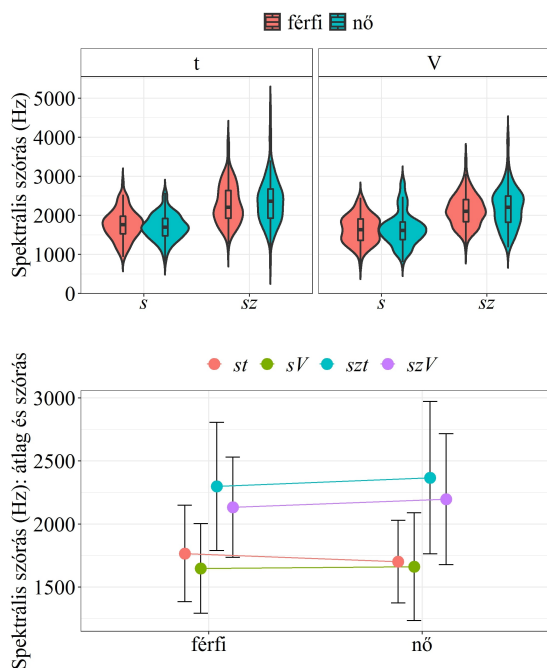 férfi nő
t V
Spektrális szórás (Hz)
5000
4000
3000
2000
1000
0
s sz s sz
st sV szt szV
Spektrális szórás (Hz): átlag és szórás
3000
2500
2000
1500
férfi nő